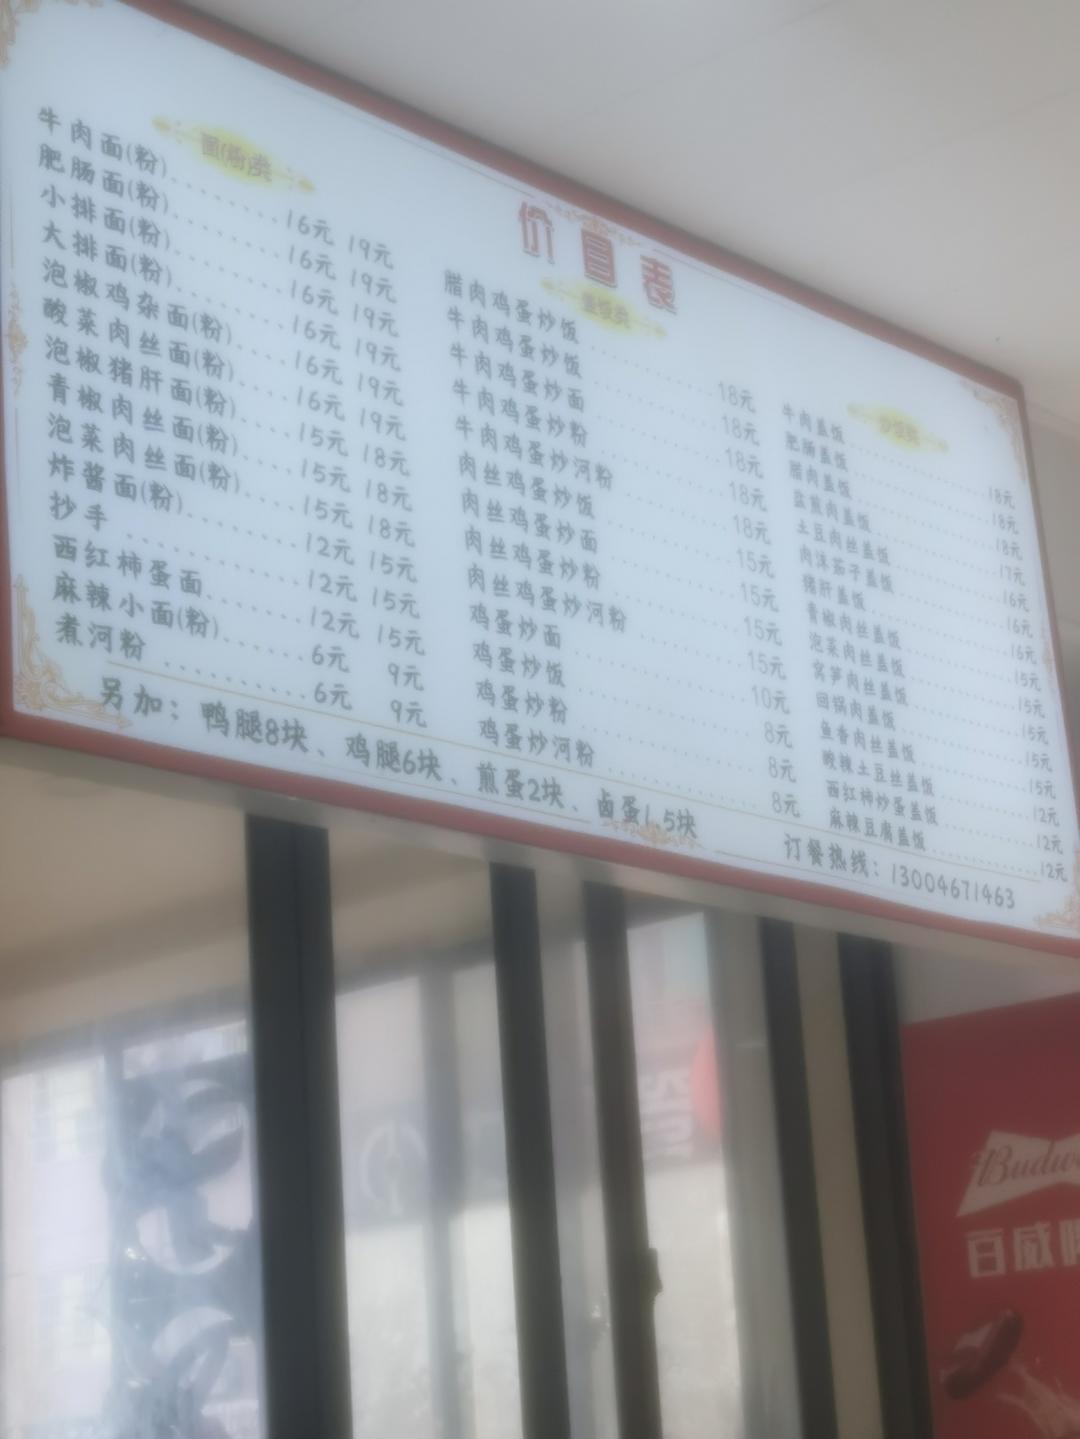 价目表
面(粉)类
牛肉面(粉)
肥肠面(粉)
小排面(粉)
大排面(粉)
泡椒鸡杂面(粉)
酸菜肉丝面(粉)
泡椒猪肝面(粉)
青椒肉丝面(粉)
泡菜肉丝面(粉)
炸酱面(粉)
抄手
西红柿蛋面
麻辣小面(粉)
煮河粉
16元 19元
16元 19元
16元 19元
16元 19元
16元 19元
15元 18元
15元 18元
15元 18元
12元 15元
12元 15元
12元 15元
6元 9元
6元 9元
腊肉鸡蛋炒饭 18元
牛肉鸡蛋炒饭 18元
牛肉鸡蛋炒面 18元
牛肉鸡蛋炒粉 18元
牛肉鸡蛋炒河粉 18元
肉丝鸡蛋炒饭 15元
肉丝鸡蛋炒面 15元
肉丝鸡蛋炒粉 15元
肉丝鸡蛋炒河粉 15元
鸡蛋炒面 10元
鸡蛋炒饭 8元
鸡蛋炒粉 8元
鸡蛋炒河粉 8元
牛肉盖饭
肥肠盖饭
腊肉盖饭
盐煎肉盖饭
土豆肉丝盖饭
肉沫茄子盖饭
猪肝盖饭
青椒肉丝盖饭
泡菜肉丝盖饭
窝笋肉丝盖饭
回锅肉盖饭
鱼香肉丝盖饭
酸辣土豆丝盖饭
西红柿炒蛋盖饭
麻辣豆腐盖饭
18元
18元
18元
17元
16元
16元
16元
15元
15元
15元
15元
12元
12元
12元
另加：鸭腿8块、鸡腿6块、煎蛋2块、卤蛋1.5块
订餐热线：13004671463
百威